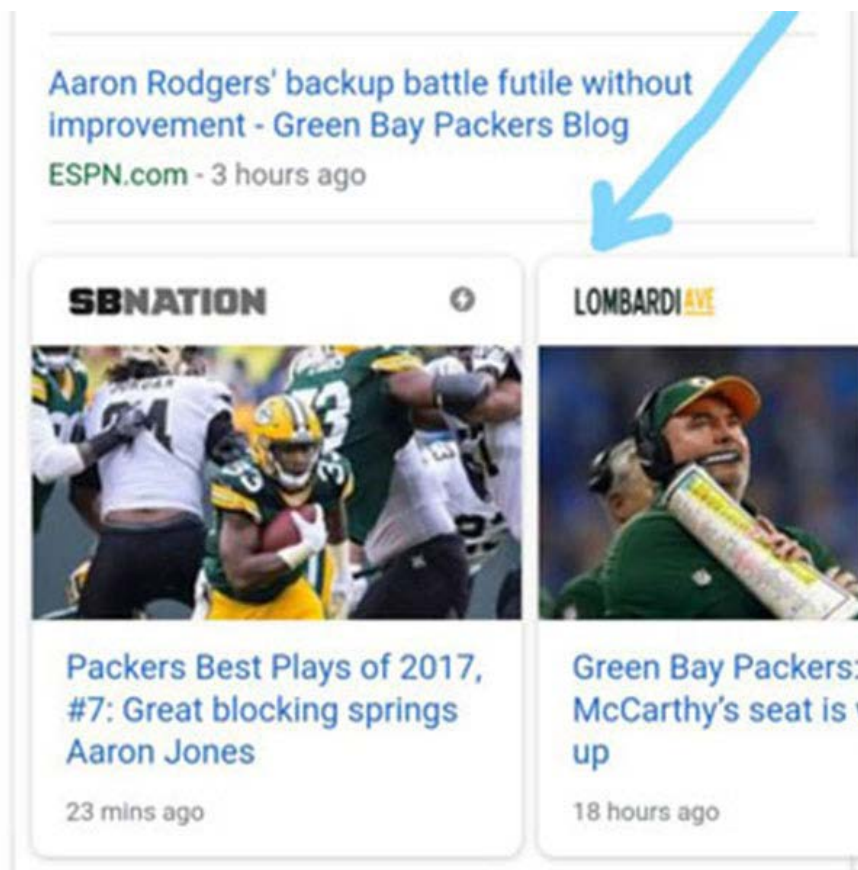 Aaron Rodgers' backup battle futile without
improvement - Green Bay Packers Blog
ESPN.com - 3 hours ago
SBNATION
LOMBARDIAVE
33
Packers Best Plays of 2017,
#7: Great blocking springs
Aaron Jones
23 mins ago
Green Bay Packers:
McCarthy's seat is
up
18 hours ago